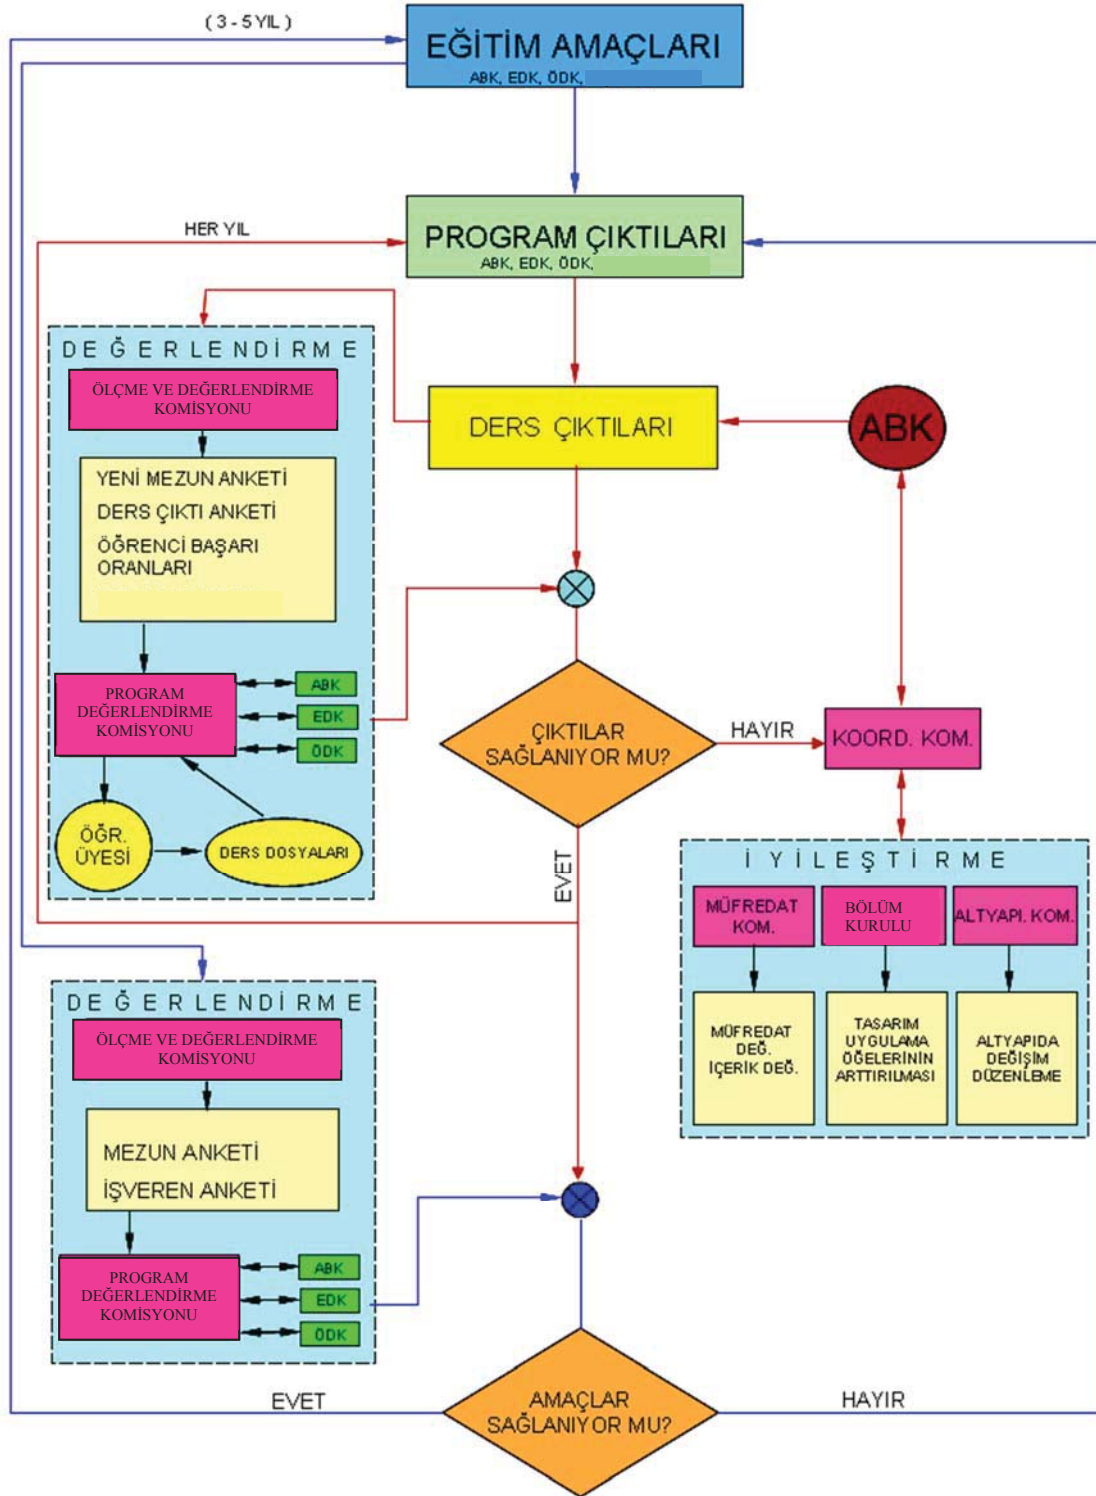 ( 3 - 5 YIL )
EĞİTİM AMAÇLARI
ABK, EDK, ÖDK,
HER YIL
PROGRAM ÇIKTILARI
ABK, EDK, ÖDK,
DEĞERLENDİRME
ÖLÇME VE DEĞERLENDİRME
KOMİSYONU
YENİ MEZUN ANKETİ
DERS ÇIKTI ANKETİ
ÖĞRENCİ BAŞARI
ORANLARI
PROGRAM
DEĞERLENDİRME
KOMİSYONU
ABK
EDK
ÖDK
ÖĞR.
ÜYESİ
DERS DOSYALARI
DERS ÇIKTILARI
ABK
ÇIKTILAR
SAĞLANIYOR MU?
HAYIR
KOORD. KOM.
EVET
İYİLEŞTİRME
MÜFREDAT
KOM.
BÖLÜM
KURULU
ALTYAPI. KOM.
MÜFREDAT
DEĞ.
İÇERİK DEĞ.
TASARIM
UYGULAMA
ÖĞELERİNİN
ARTTIRILMASI
ALTYAPIDA
DEĞİŞİM
DÜZENLEME
DEĞERLENDİRME
ÖLÇME VE DEĞERLENDİRME
KOMİSYONU
MEZUN ANKETİ
İŞVEREN ANKETİ
PROGRAM
DEĞERLENDİRME
KOMİSYONU
ABK
EDK
ÖDK
EVET
AMAÇLAR
SAĞLANIYOR MU?
HAYIR